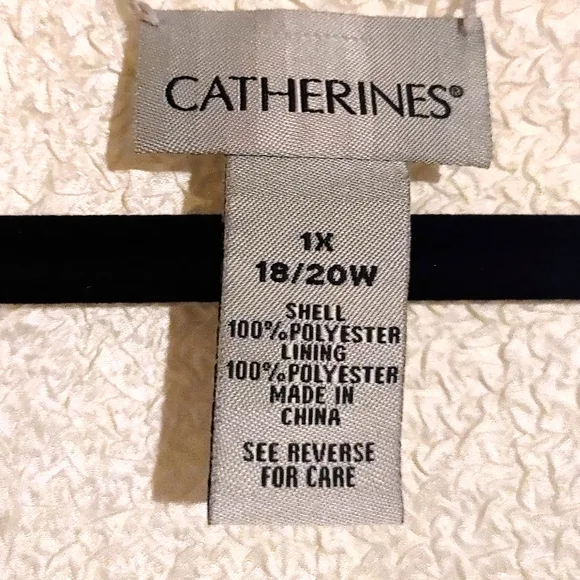 CATHERINES®
1X
18/20W
SHELL
100%POLYESTER
LINING
100%POLYESTER
MADE IN
CHINA
SEE REVERSE
FOR CARE